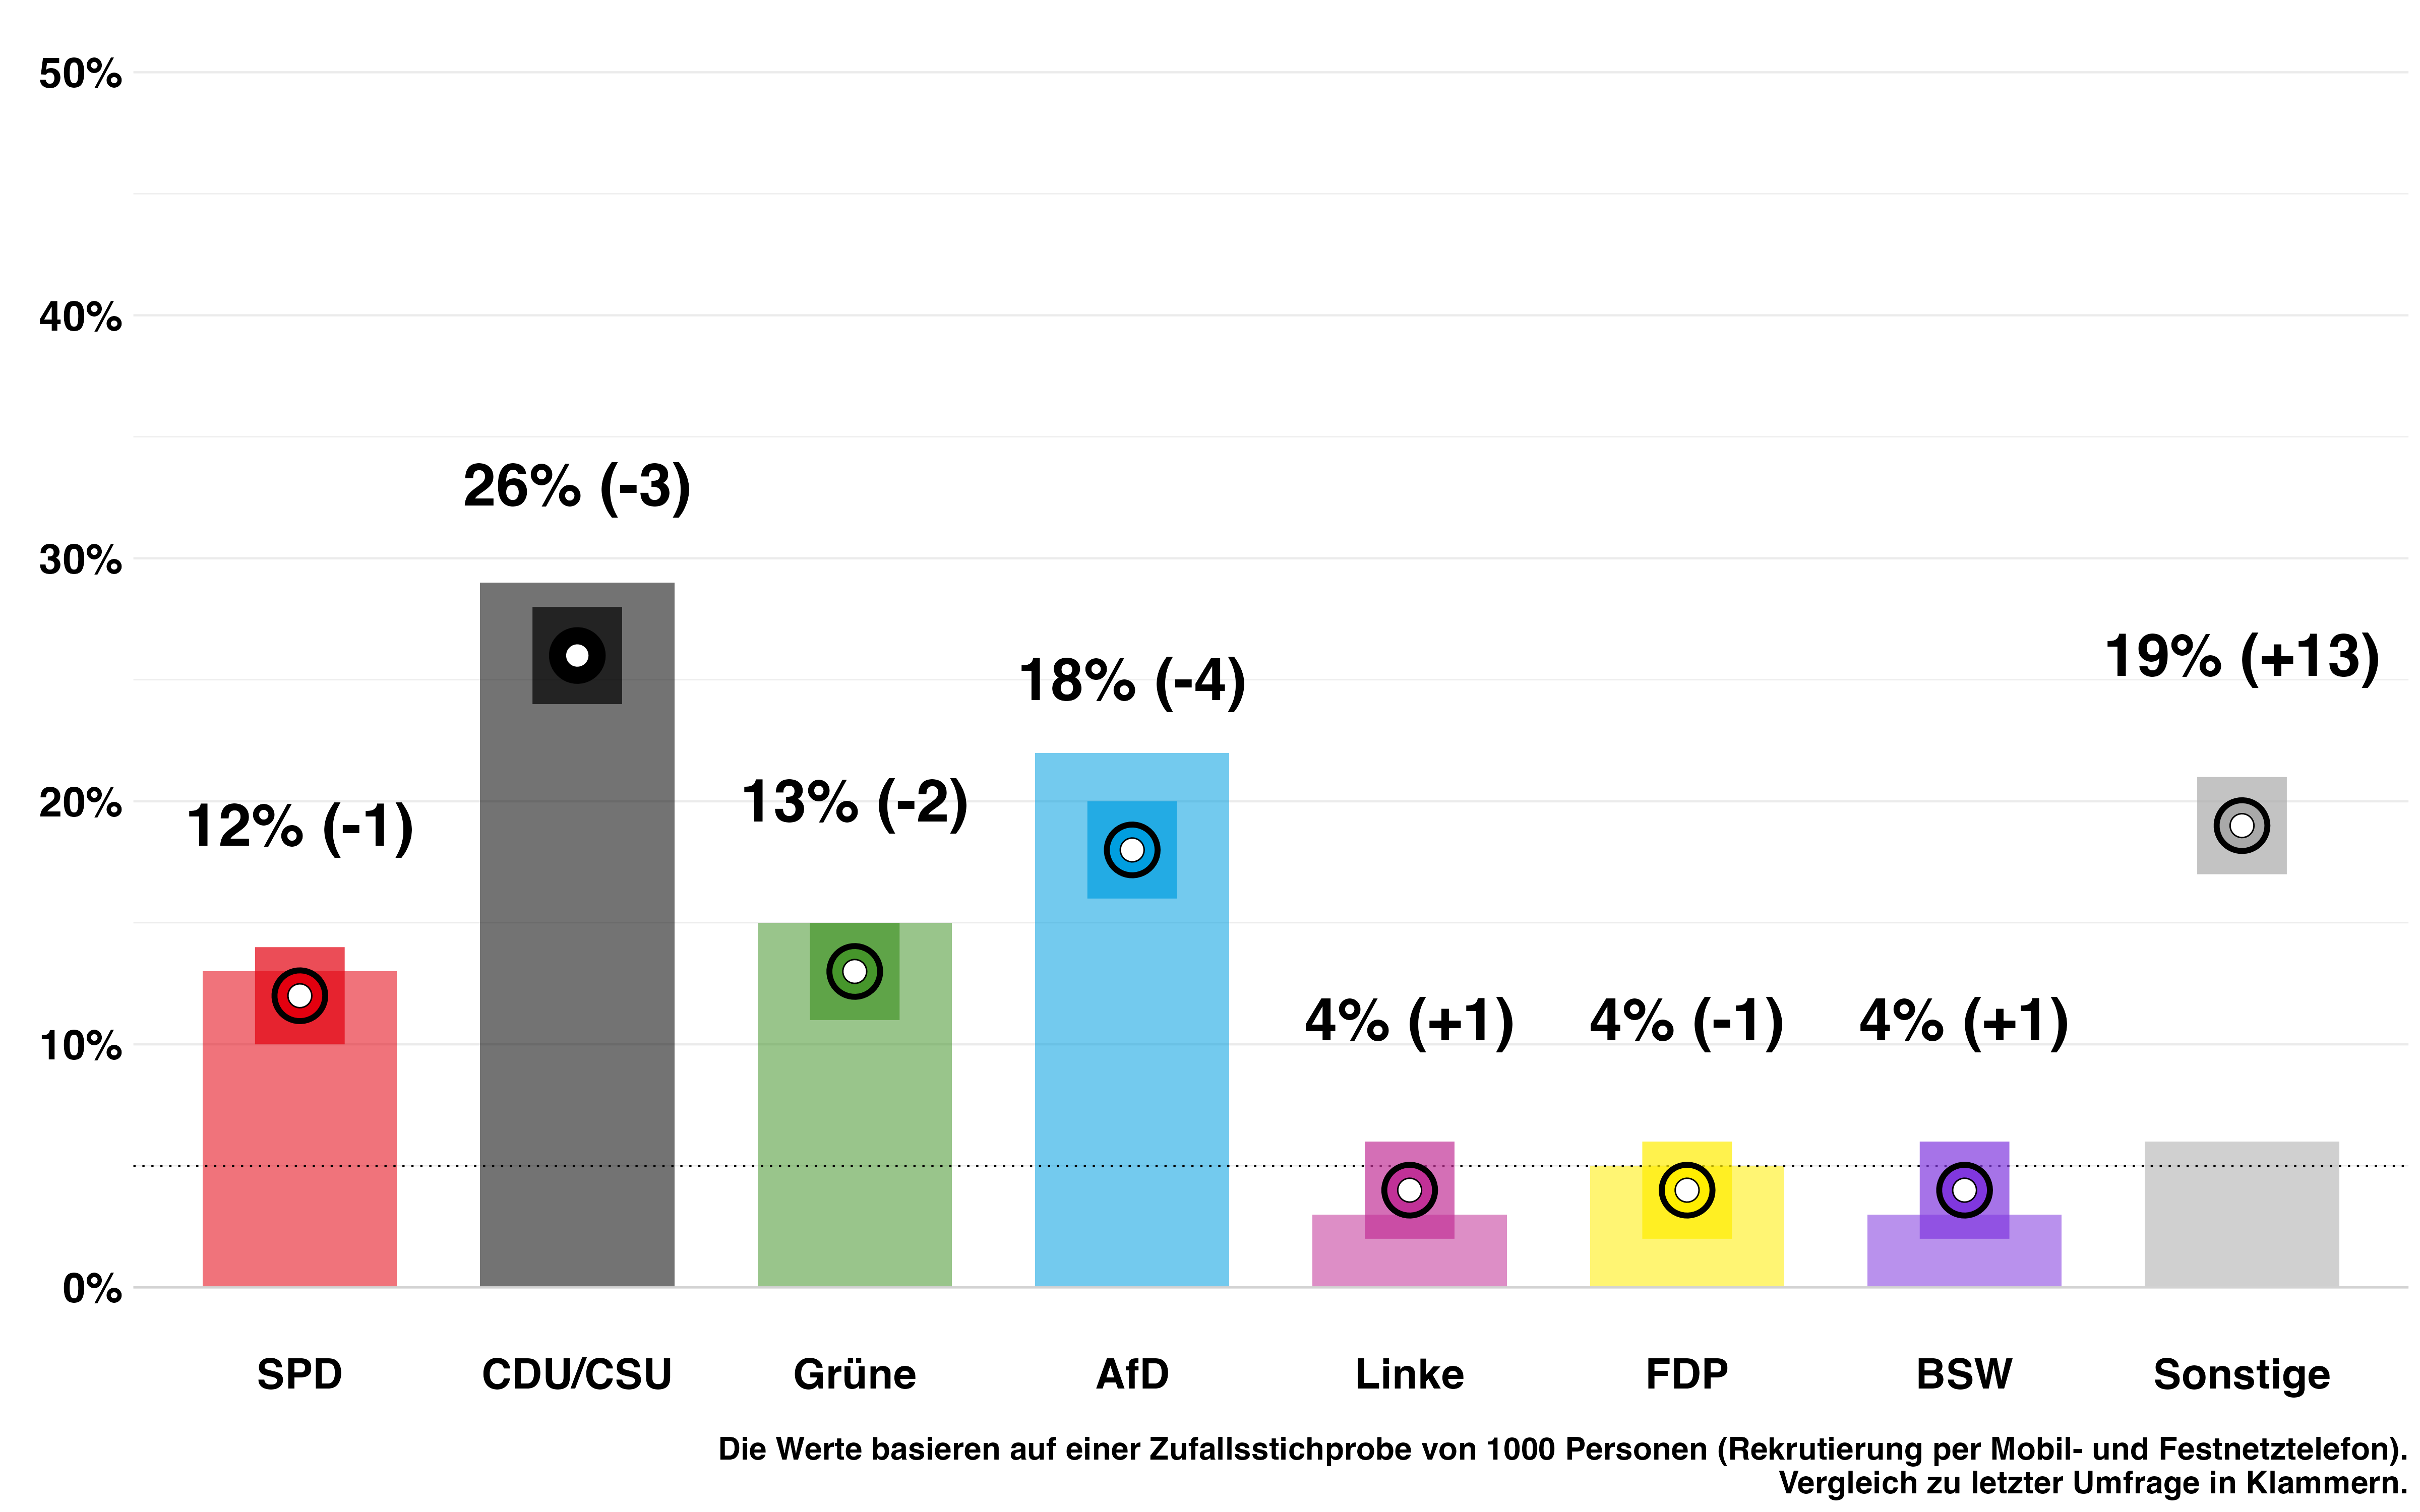 50%
40%
30%
20%
10%
0%
12% (-1)
26% (-3)
13% (-2)
18% (-4)
4% (+1)
4% (-1)
4% (+1)
19% (+13)
SPD
CDU/CSU
Grüne
AfD
Linke
FDP
BSW
Sonstige
Die Werte basieren auf einer Zufallsstichprobe von 1000 Personen (Rekrutierung per Mobil- und Festnetztelefon).
Vergleich zu letzter Umfrage in Klammern.